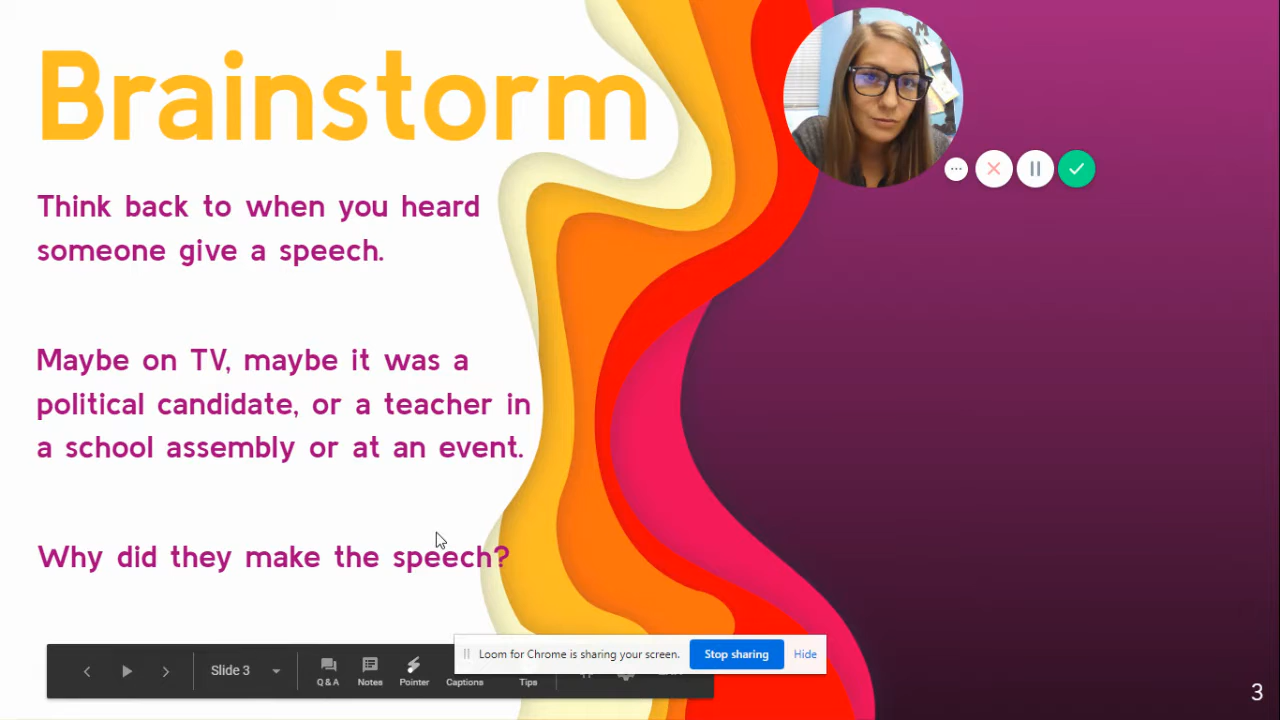 Brainstorm
Think back to when you heard
someone give a speech.
Maybe on TV, maybe it was a
political candidate, or a teacher in
a school assembly or at an event.
Why did they make the speech?
Loom for Chrome is sharing your screen.
Stop sharing
Hide
Slide 3
Q & A
Notes
Pointer
Captions
Tips
3